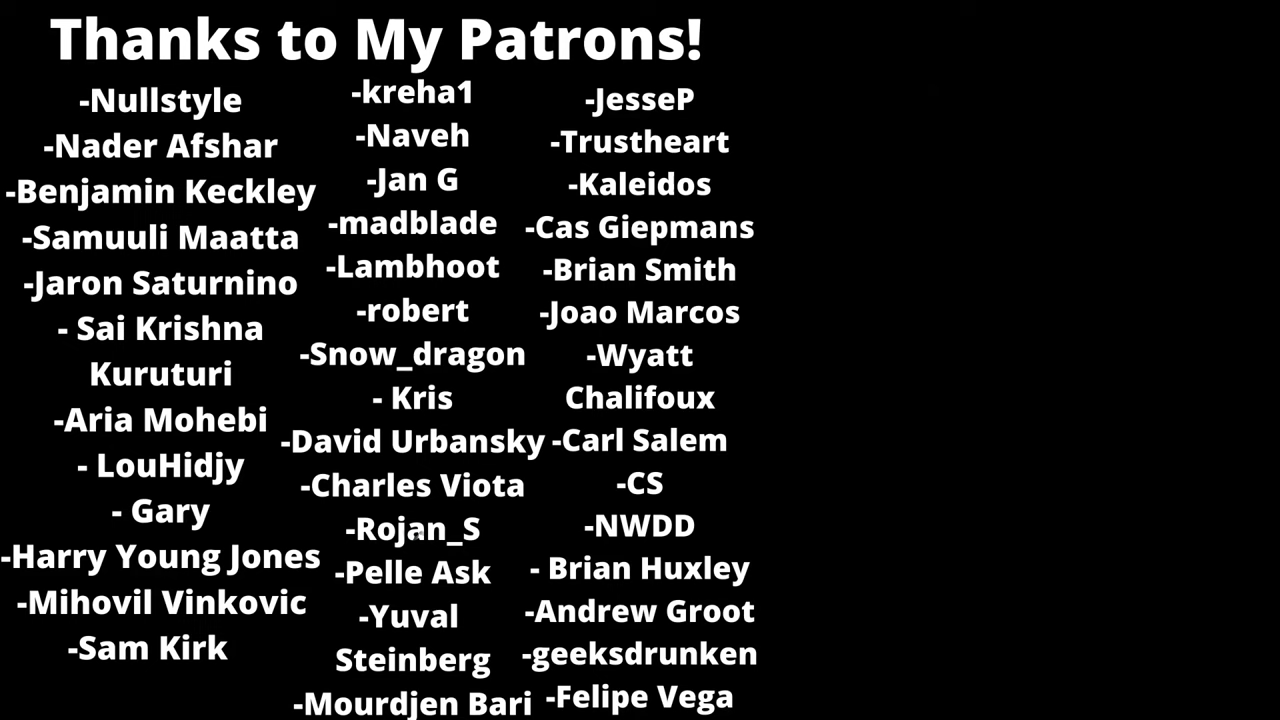 Thanks to My Patrons!
-Nullstyle
-Nader Afshar
-Benjamin Keckley
-Samuuli Maatta
-Jaron Saturnino
- Sai Krishna
Kuruturi
-Aria Mohebi
- LouHidjy
- Gary
-Harry Young Jones
-Mihovil Vinkovic
-Sam Kirk
-kreha1
-Naveh
-Jan G
-madblade
-Lambhoot
-robert
-Snow_dragon
- Kris
-David Urbansky
-Charles Viota
-Rojan_S
-Pelle Ask
-Yuval
Steinberg
-Mourdjen Bari
-JesseP
-Trustheart
-Kaleidos
-Cas Giepmans
-Brian Smith
-Joao Marcos
-Wyatt
Chalifoux
-Carl Salem
-CS
-NWDD
- Brian Huxley
-Andrew Groot
-geeksdrunken
-Felipe Vega